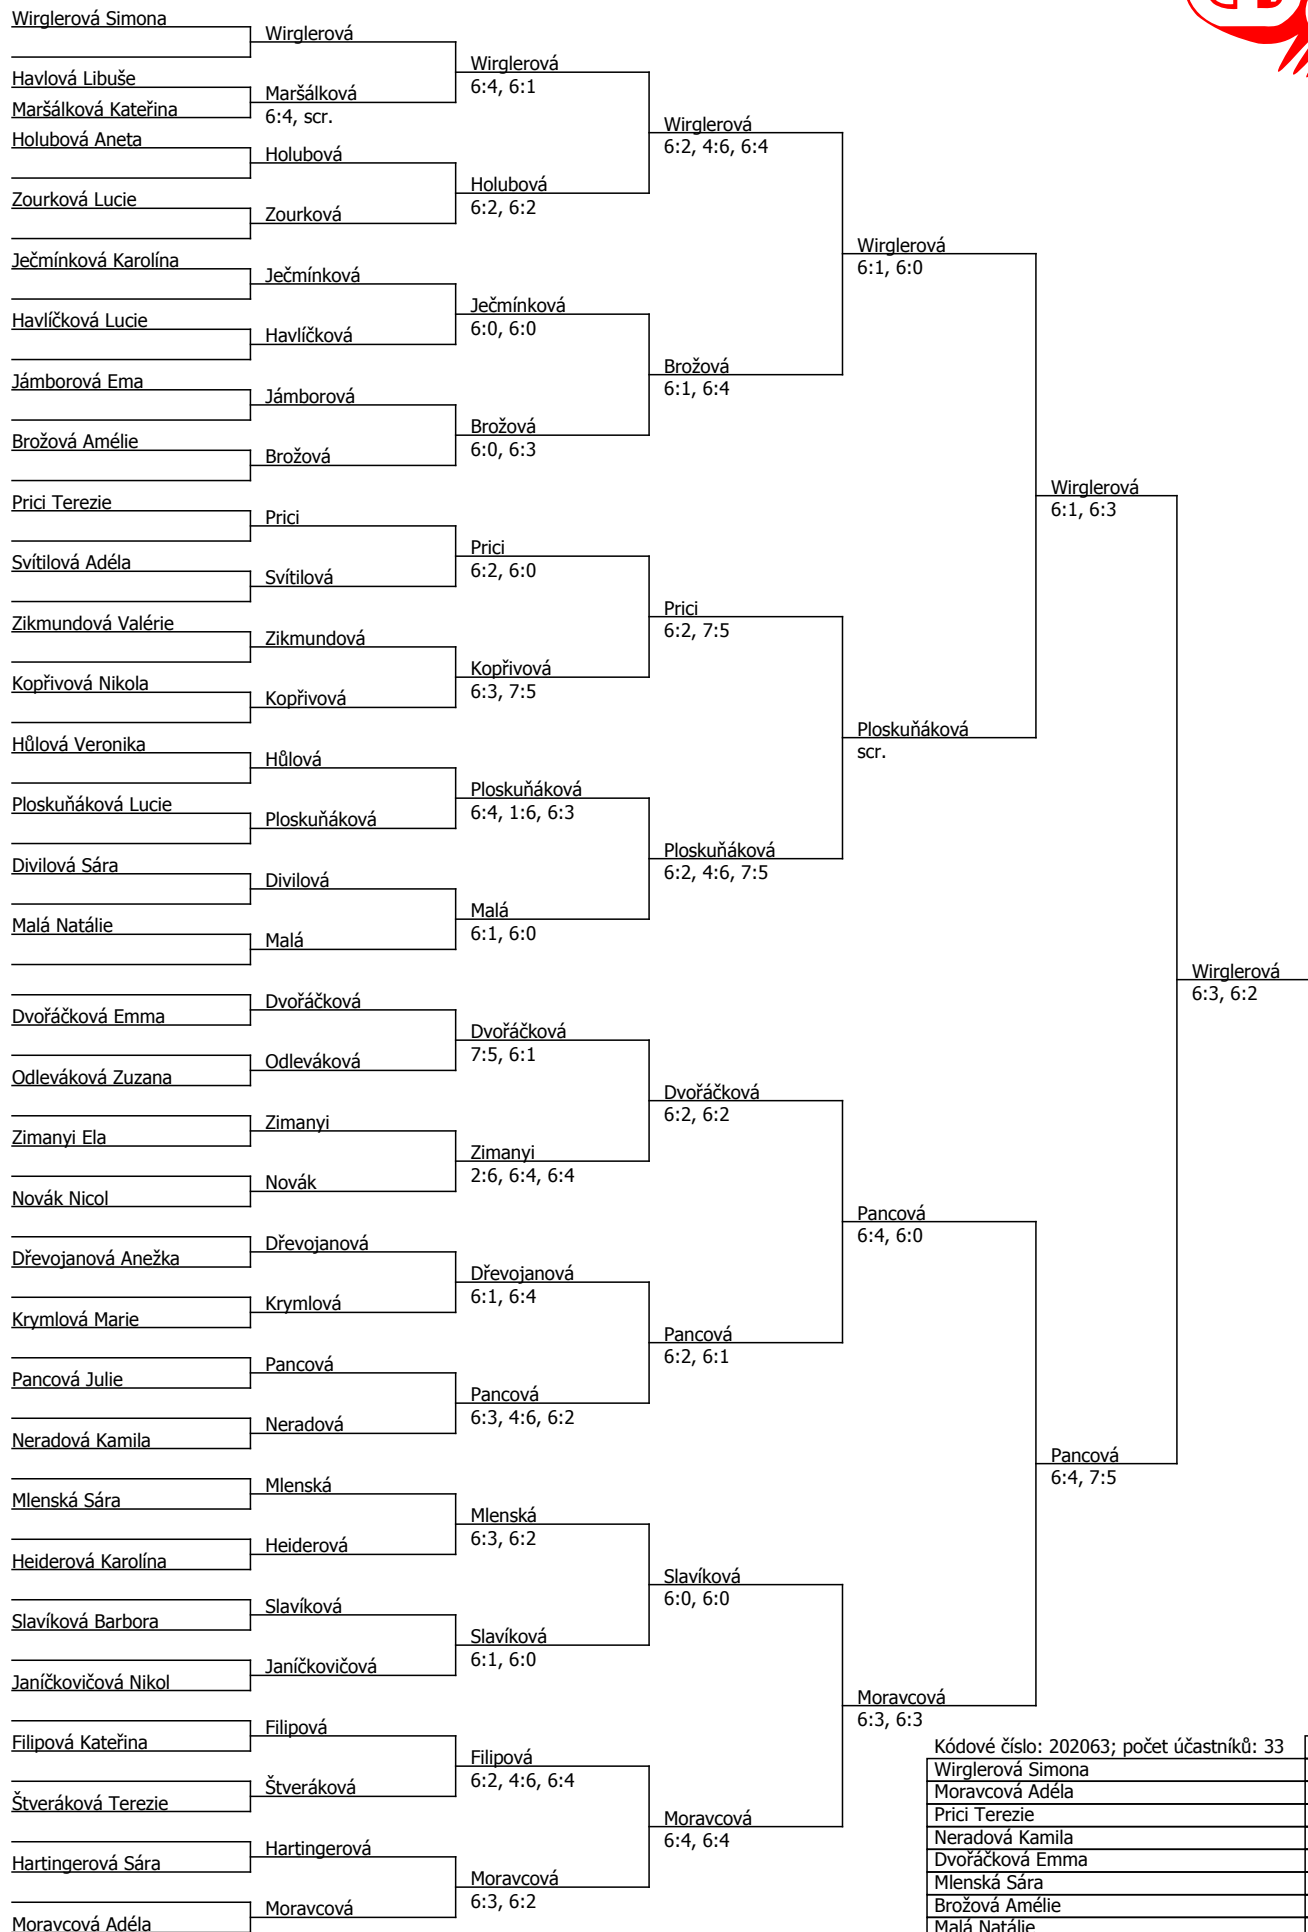 Wirglerová Simona
Havlová Libuše
Maršálková Kateřina
Holubová Aneta
Zourková Lucie
Ječmínková Karolína
Havlíčková Lucie
Jámborová Ema
Brožová Amélie
Prici Terezie
Svítilová Adéla
Zikmundová Valérie
Kopřivová Nikola
Hůlová Veronika
Ploskuňáková Lucie
Divilová Sára
Malá Natálie
Dvořáčková Emma
Odleváková Zuzana
Zimanyi Ela
Novák Nicol
Dřevojanová Anežka
Krymlová Marie
Pancová Julie
Neradová Kamila
Mlenská Sára
Heiderová Karolína
Slavíková Barbora
Janíčkovičová Nikol
Filipová Kateřina
Štveráková Terezie
Hartingerová Sára
Moravcová Adéla
Wirglerová
Maršálková
6:4, scr.
Holubová
Zourková
Ječmínková
Havlíčková
Jámborová
Brožová
Prici
Svítilová
Zikmundová
Kopřivová
Hůlová
Ploskuňáková
Divilová
Malá
Dvořáčková
Odleváková
Zimanyi
Novák
Dřevojanová
Krymlová
Pancová
Neradová
Mlenská
Heiderová
Slavíková
Janíčkovičová
Filipová
Štveráková
Hartingerová
Moravcová
Wirglerová
6:4, 6:1
Holubová
6:2, 6:2
Ječmínková
6:0, 6:0
Brožová
6:0, 6:3
Prici
6:2, 6:0
Kopřivová
6:3, 7:5
Ploskuňáková
6:4, 1:6, 6:3
Malá
6:1, 6:0
Dvořáčková
7:5, 6:1
Zimanyi
2:6, 6:4, 6:4
Dřevojanová
6:1, 6:4
Pancová
6:3, 4:6, 6:2
Mlenská
6:3, 6:2
Slavíková
6:1, 6:0
Filipová
6:2, 4:6, 6:4
Moravcová
6:3, 6:2
Wirglerová
6:2, 4:6, 6:4
Brožová
6:1, 6:4
Prici
6:2, 7:5
Ploskuňáková
6:2, 4:6, 7:5
Dvořáčková
6:2, 6:2
Pancová
6:2, 6:1
Slavíková
6:0, 6:0
Moravcová
6:4, 6:4
Wirglerová
6:1, 6:0
Ploskuňáková
scr.
Pancová
6:4, 6:0
Moravcová
6:3, 6:3
Wirglerová
6:1, 6:3
Pancová
6:4, 7:5
Wirglerová
6:3, 6:2
Kódové číslo: 202063; počet účastníků: 33
Wirglerová Simona
Moravcová Adéla
Prici Terezie
Neradová Kamila
Dvořáčková Emma
Mlenská Sára
Brožová Amélie
Malá Natálie